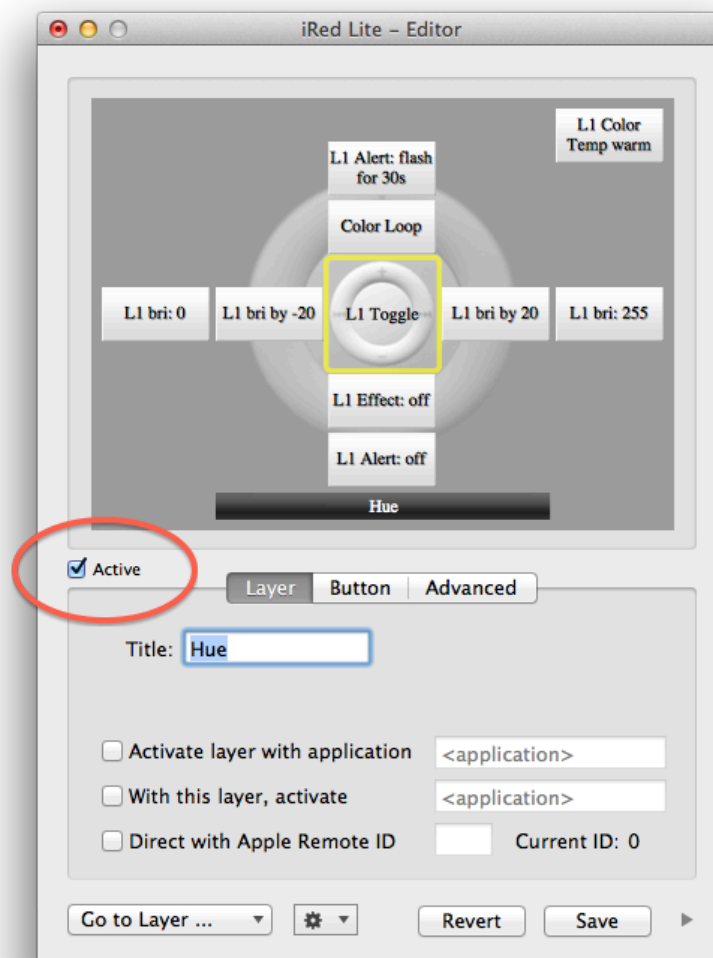 iRed Lite – Editor
L1 Color
Temp warm
L1 Alert: flash
for 30s
Color Loop
L1 bri: 0
L1 bri by -20
L1 Toggle
L1 bri by 20
L1 bri: 255
L1 Effect: off
L1 Alert: off
Hue
Active
Layer
Button
Advanced
Title: Hue
Activate layer with application <application>
With this layer, activate <application>
Direct with Apple Remote ID Current ID: 0
Go to Layer ... Revert Save